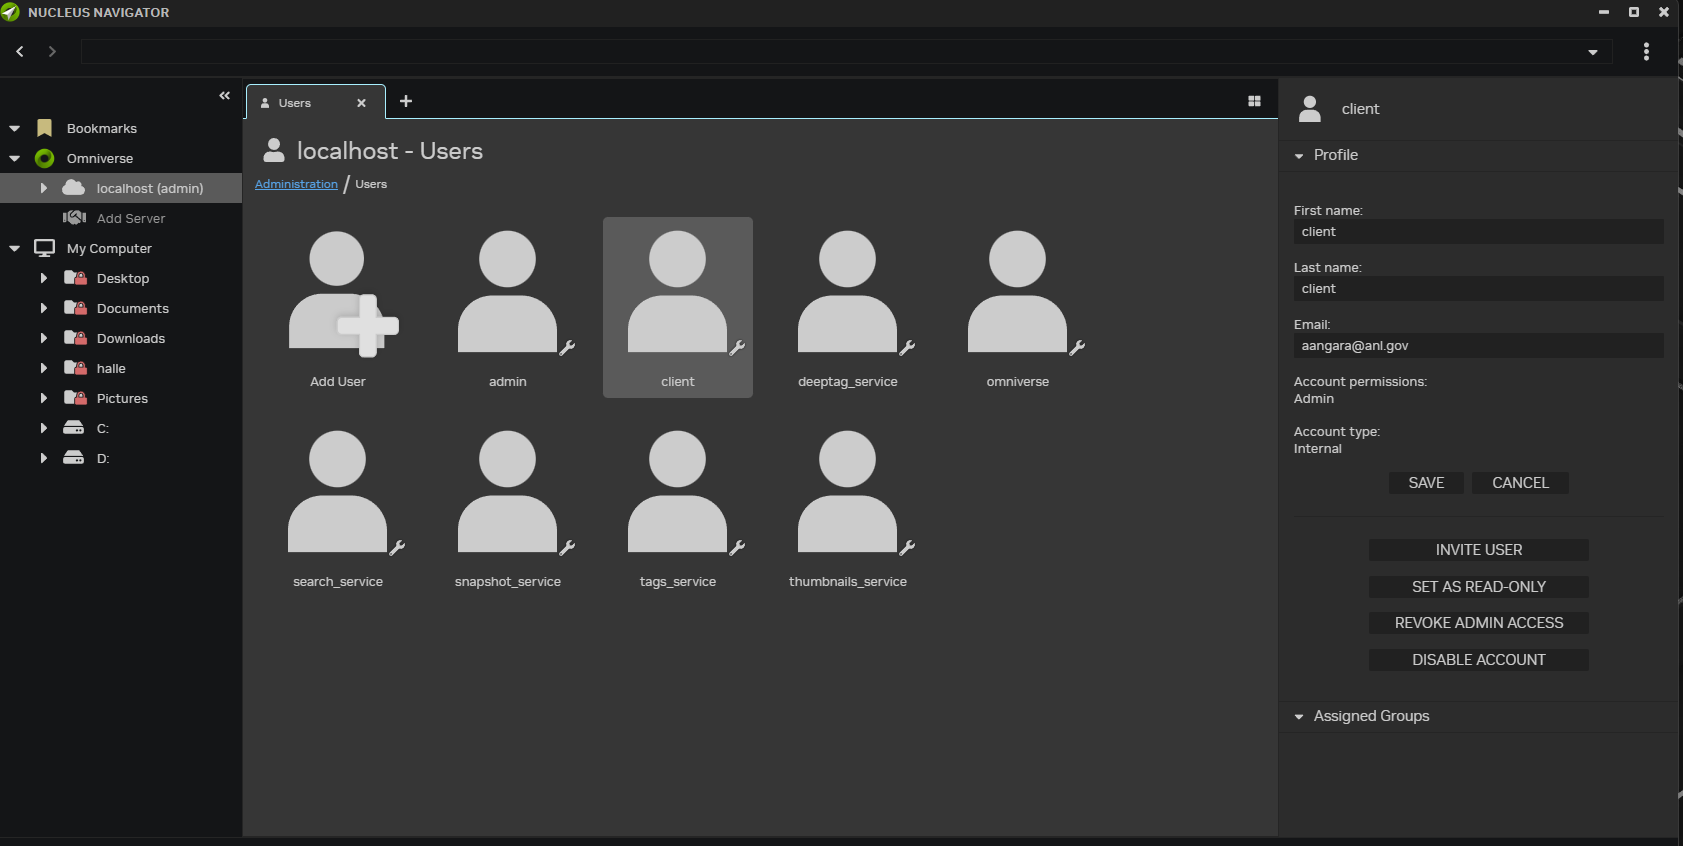 NUCLEUS NAVIGATOR
Users
Bookmarks
Omniverse
localhost (admin)
Add Server
My Computer
Desktop
Documents
Downloads
halle
Pictures
C:
D:
localhost - Users
Administration / Users
Add User
admin
client
deeptag_service
omniverse
search_service
snapshot_service
tags_service
thumbnails_service
client
Profile
First name:
client
Last name:
client
Email:
aangara@anl.gov
Account permissions:
Admin
Account type:
Internal
SAVE CANCEL
INVITE USER
SET AS READ-ONLY
REVOKE ADMIN ACCESS
DISABLE ACCOUNT
Assigned Groups